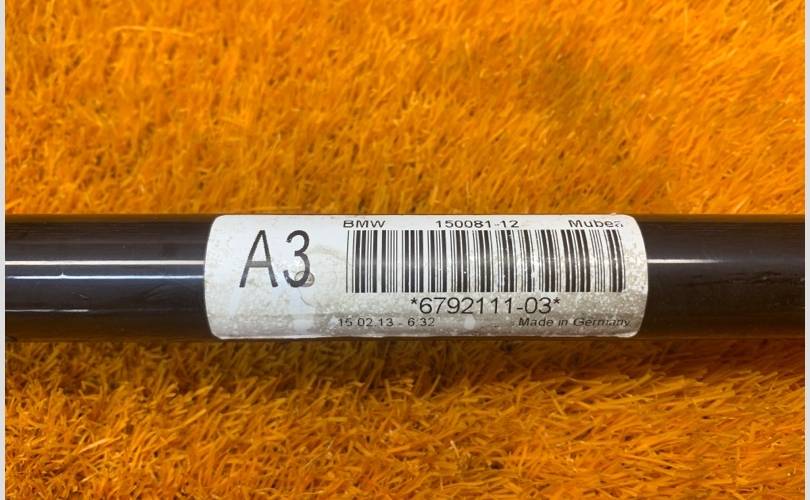 BMW 150081-12 Mubea
A3
*6792111-03*
15.02.13 - 6:32 Made in Germany